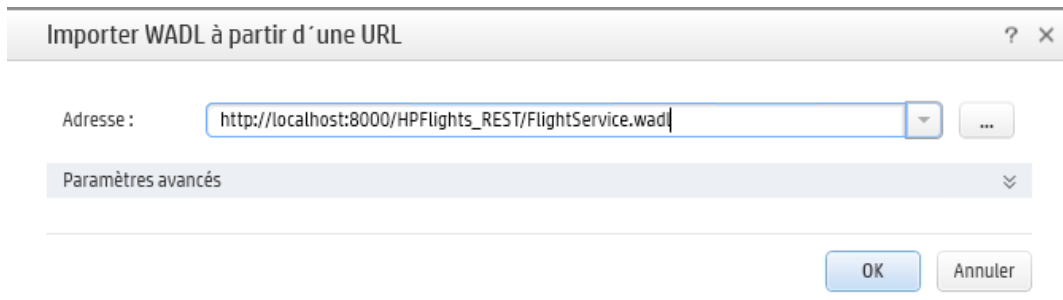 Importer WADL à partir d´une URL ? ×
Adresse : http://localhost:8000/HPFlights_REST/FlightService.wadl ...
Paramètres avancés
OK Annuler